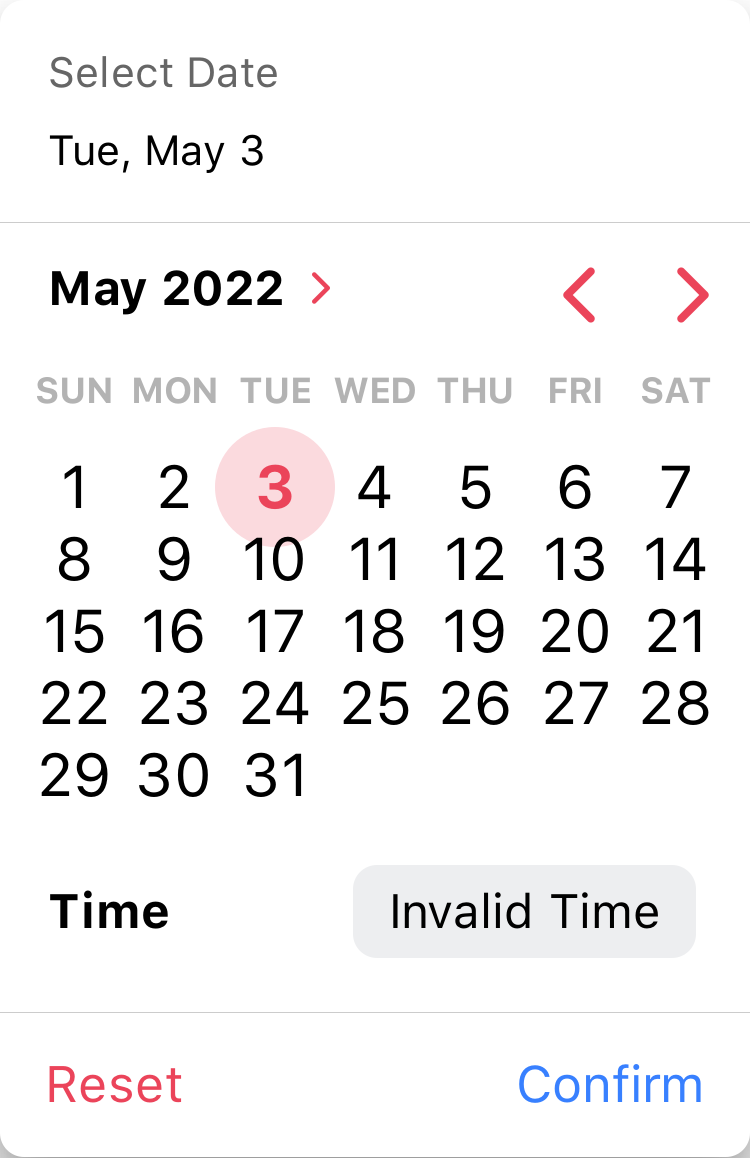 Select Date
Tue, May 3
May 2022
SUN MON TUE WED THU FRI SAT
1 2 3 4 5 6 7
8 9 10 11 12 13 14
15 16 17 18 19 20 21
22 23 24 25 26 27 28
29 30 31
Time Invalid Time
Reset Confirm